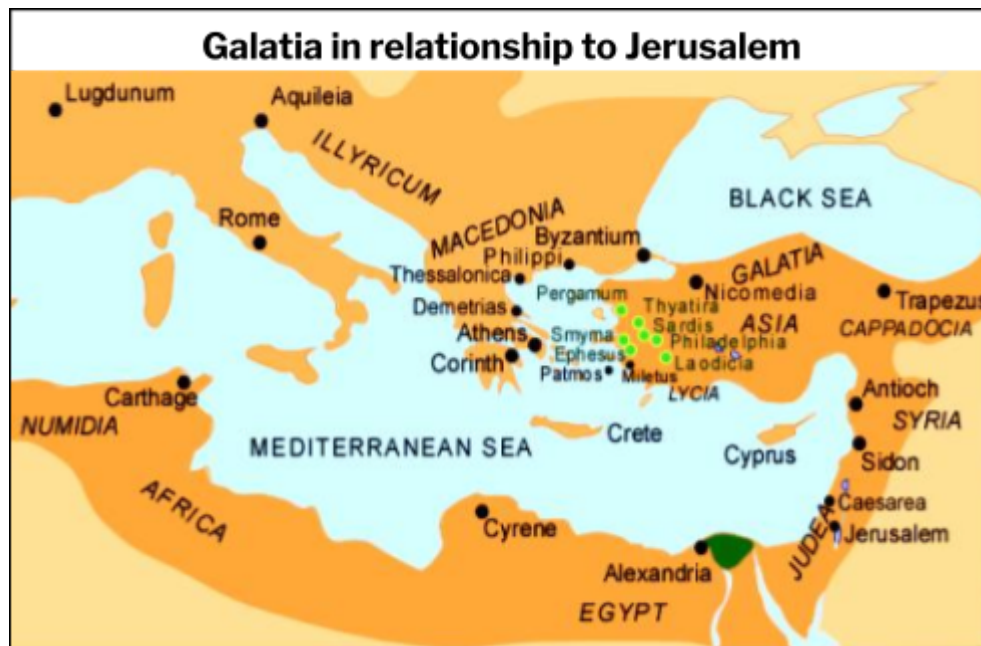 Galatia in relationship to Jerusalem
Lugdunum
Aquileia
ILLYRICUM
BLACK SEA
Rome
MACEDONIA
Byzantium
Philippi
GALATIA
Thessalonica
Nicomedia
Pergamum
Trapezus
Demetrias
Thyatira
ASIA
CAPPADOCIA
Sardis
Athens
Smyma
Philadelphia
Corinth
Ephesus
Laodicia
Patmos
Miletus
LYCIA
Carthage
Antioch
NUMIDIA
SYRIA
Crete
MEDITERRANEAN SEA
Cyprus
Sidon
AFRICA
Caesarea
Cyrene
JUDEA
Jerusalem
Alexandria
EGYPT